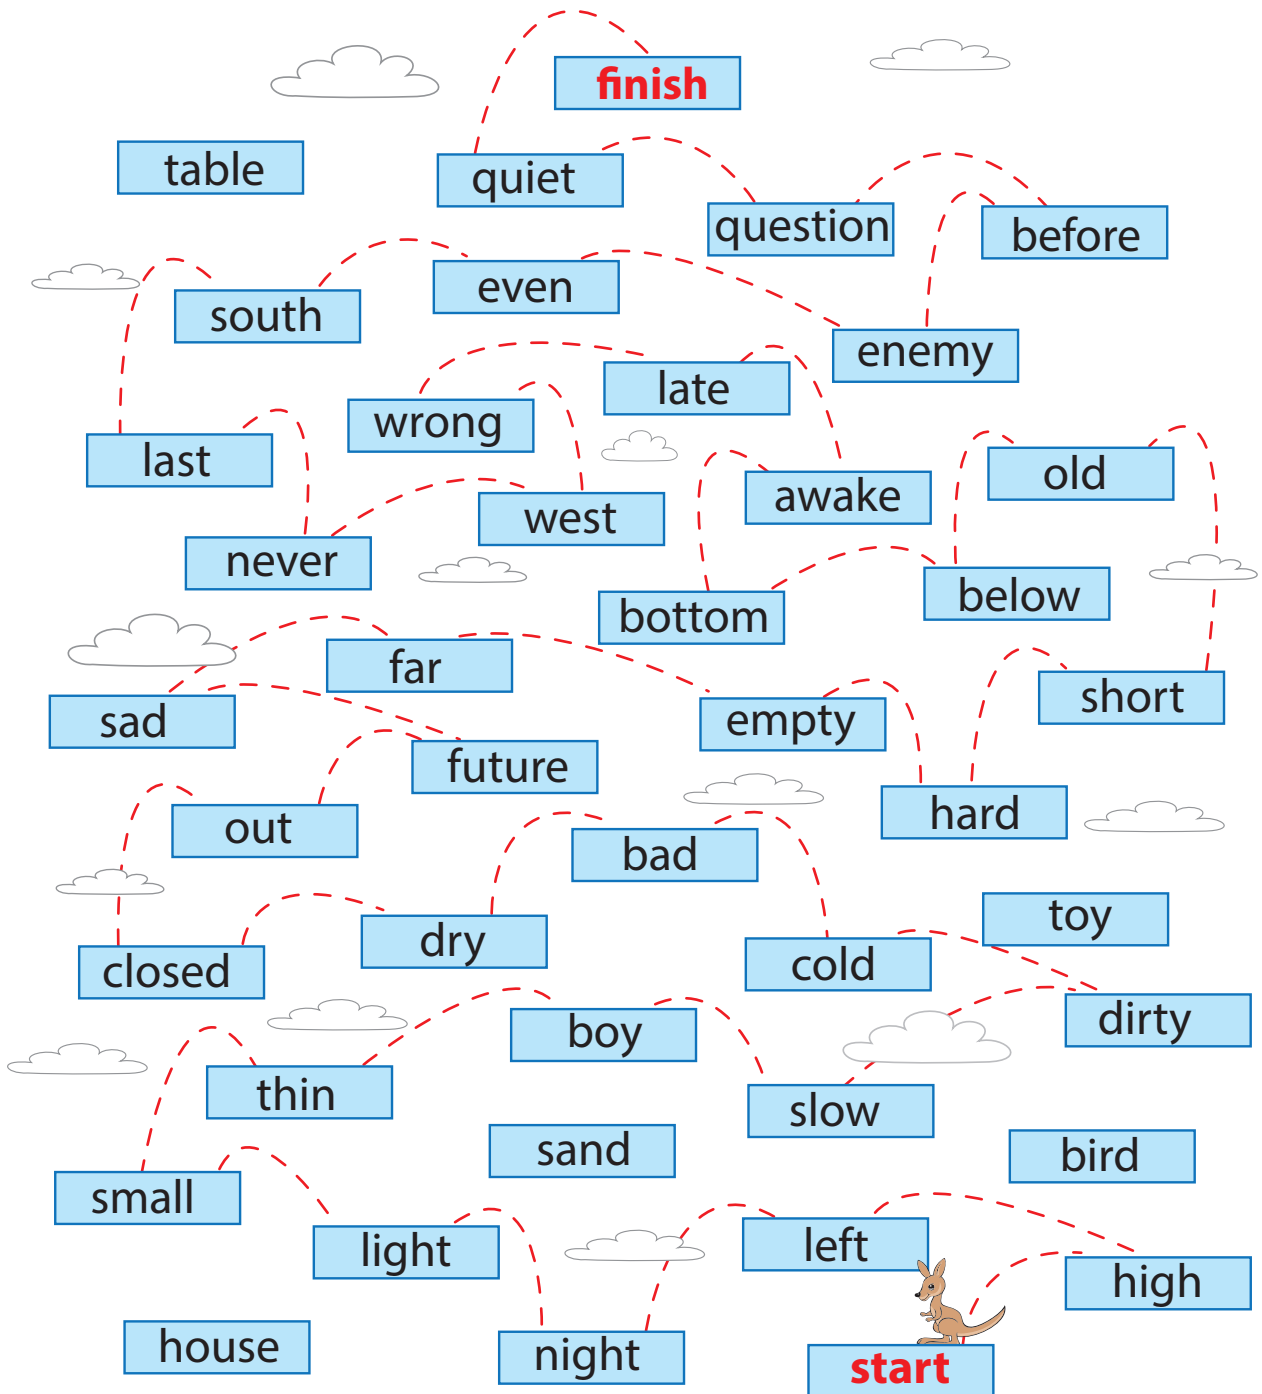 finish
table
quiet
question
before
even
south
enemy
late
wrong
last
old
awake
west
never
below
bottom
far
short
sad
empty
future
hard
out
bad
toy
dry
cold
closed
dirty
boy
thin
slow
sand
bird
small
left
light
high
house
night
start